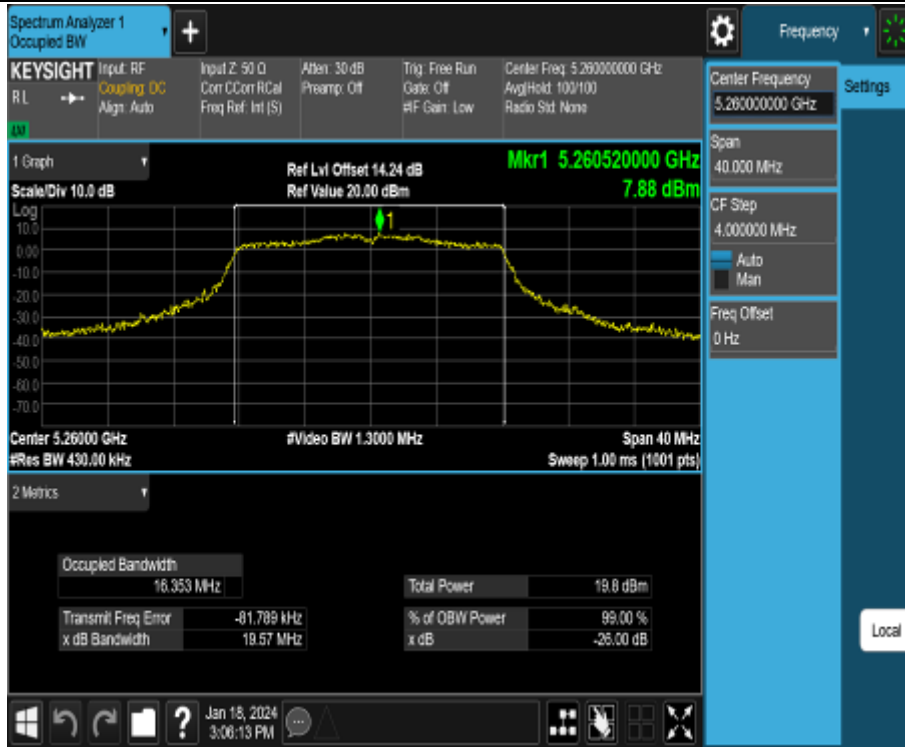 Spectrum Analyzer 1
Occupied BW
Frequency
KEYSIGHT
RL
Input: RF
Coupling: DC
Align: Auto
Input Z: 50 Ω
Corr CCorr RCal
Freq Ref: Int (S)
Atten: 30 dB
Preamp: Off
Trig: Free Run
Gate: Off
#IF Gain: Low
Center Freq: 5.260000000 GHz
Avg|Hold: 100/100
Radio Std: None
Center Frequency
5.260000000 GHz
Settings
Span
40.000 MHz
CF Step
4.000000 MHz
Auto
Man
Freq Offset
0 Hz
Local
1 Graph
Scale/Div 10.0 dB
Ref Lvl Offset 14.24 dB
Ref Value 20.00 dBm
Mkr1 5.260520000 GHz
7.88 dBm
Log
10.0
0.00
-10.0
-20.0
-30.0
-40.0
-50.0
-60.0
-70.0
1
Center 5.26000 GHz
#Res BW 430.00 kHz
#Video BW 1.3000 MHz
Span 40 MHz
Sweep 1.00 ms (1001 pts)
2 Metrics
Occupied Bandwidth
16.353 MHz
Total Power 19.8 dBm
Transmit Freq Error -81.789 kHz
% of OBW Power 99.00 %
x dB Bandwidth 19.57 MHz
x dB -26.00 dB
?
Jan 18, 2024
3:06:13 PM